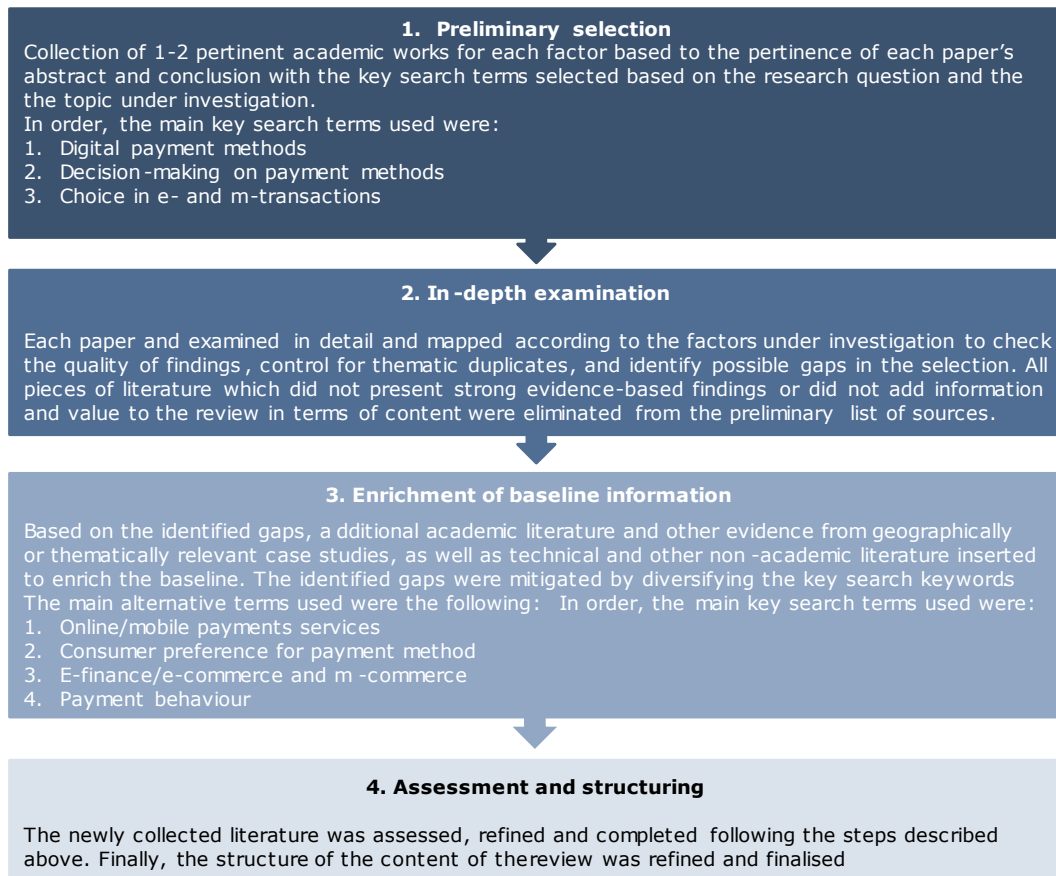 1. Preliminary selection
Collection of 1-2 pertinent academic works for each factor based to the pertinence of each paper's
abstract and conclusion with the key search terms selected based on the research question and the
the topic under investigation.
In order, the main key search terms used were:
1. Digital payment methods
2. Decision-making on payment methods
3. Choice in e- and m-transactions
2. In-depth examination
Each paper and examined in detail and mapped according to the factors under investigation to check
the quality of findings, control for thematic duplicates, and identify possible gaps in the selection. All
pieces of literature which did not present strong evidence-based findings or did not add information
and value to the review in terms of content were eliminated from the preliminary list of sources.
3. Enrichment of baseline information
Based on the identified gaps, a dditional academic literature and other evidence from geographically
or thematically relevant case studies, as well as technical and other non -academic literature inserted
to enrich the baseline. The identified gaps were mitigated by diversifying the key search keywords
The main alternative terms used were the following: In order, the main key search terms used were:
1. Online/mobile payments services
2. Consumer preference for payment method
3. E-finance/e-commerce and m -commerce
4. Payment behaviour
4. Assessment and structuring
The newly collected literature was assessed, refined and completed following the steps described
above. Finally, the structure of the content of thereview was refined and finalised